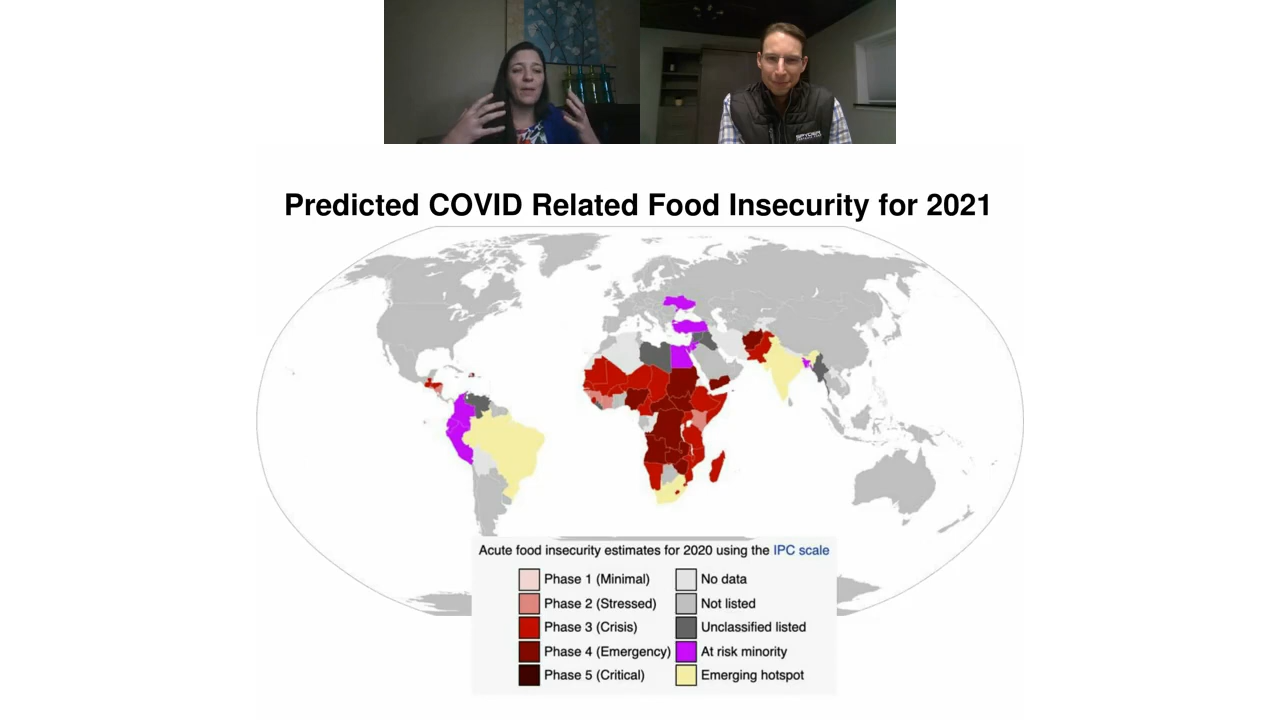 SPYDER
Predicted COVID Related Food Insecurity for 2021
Acute food insecurity estimates for 2020 using the IPC scale
Phase 1 (Minimal)
No data
Phase 2 (Stressed)
Not listed
Phase 3 (Crisis)
Unclassified listed
Phase 4 (Emergency)
At risk minority
Phase 5 (Critical)
Emerging hotspot